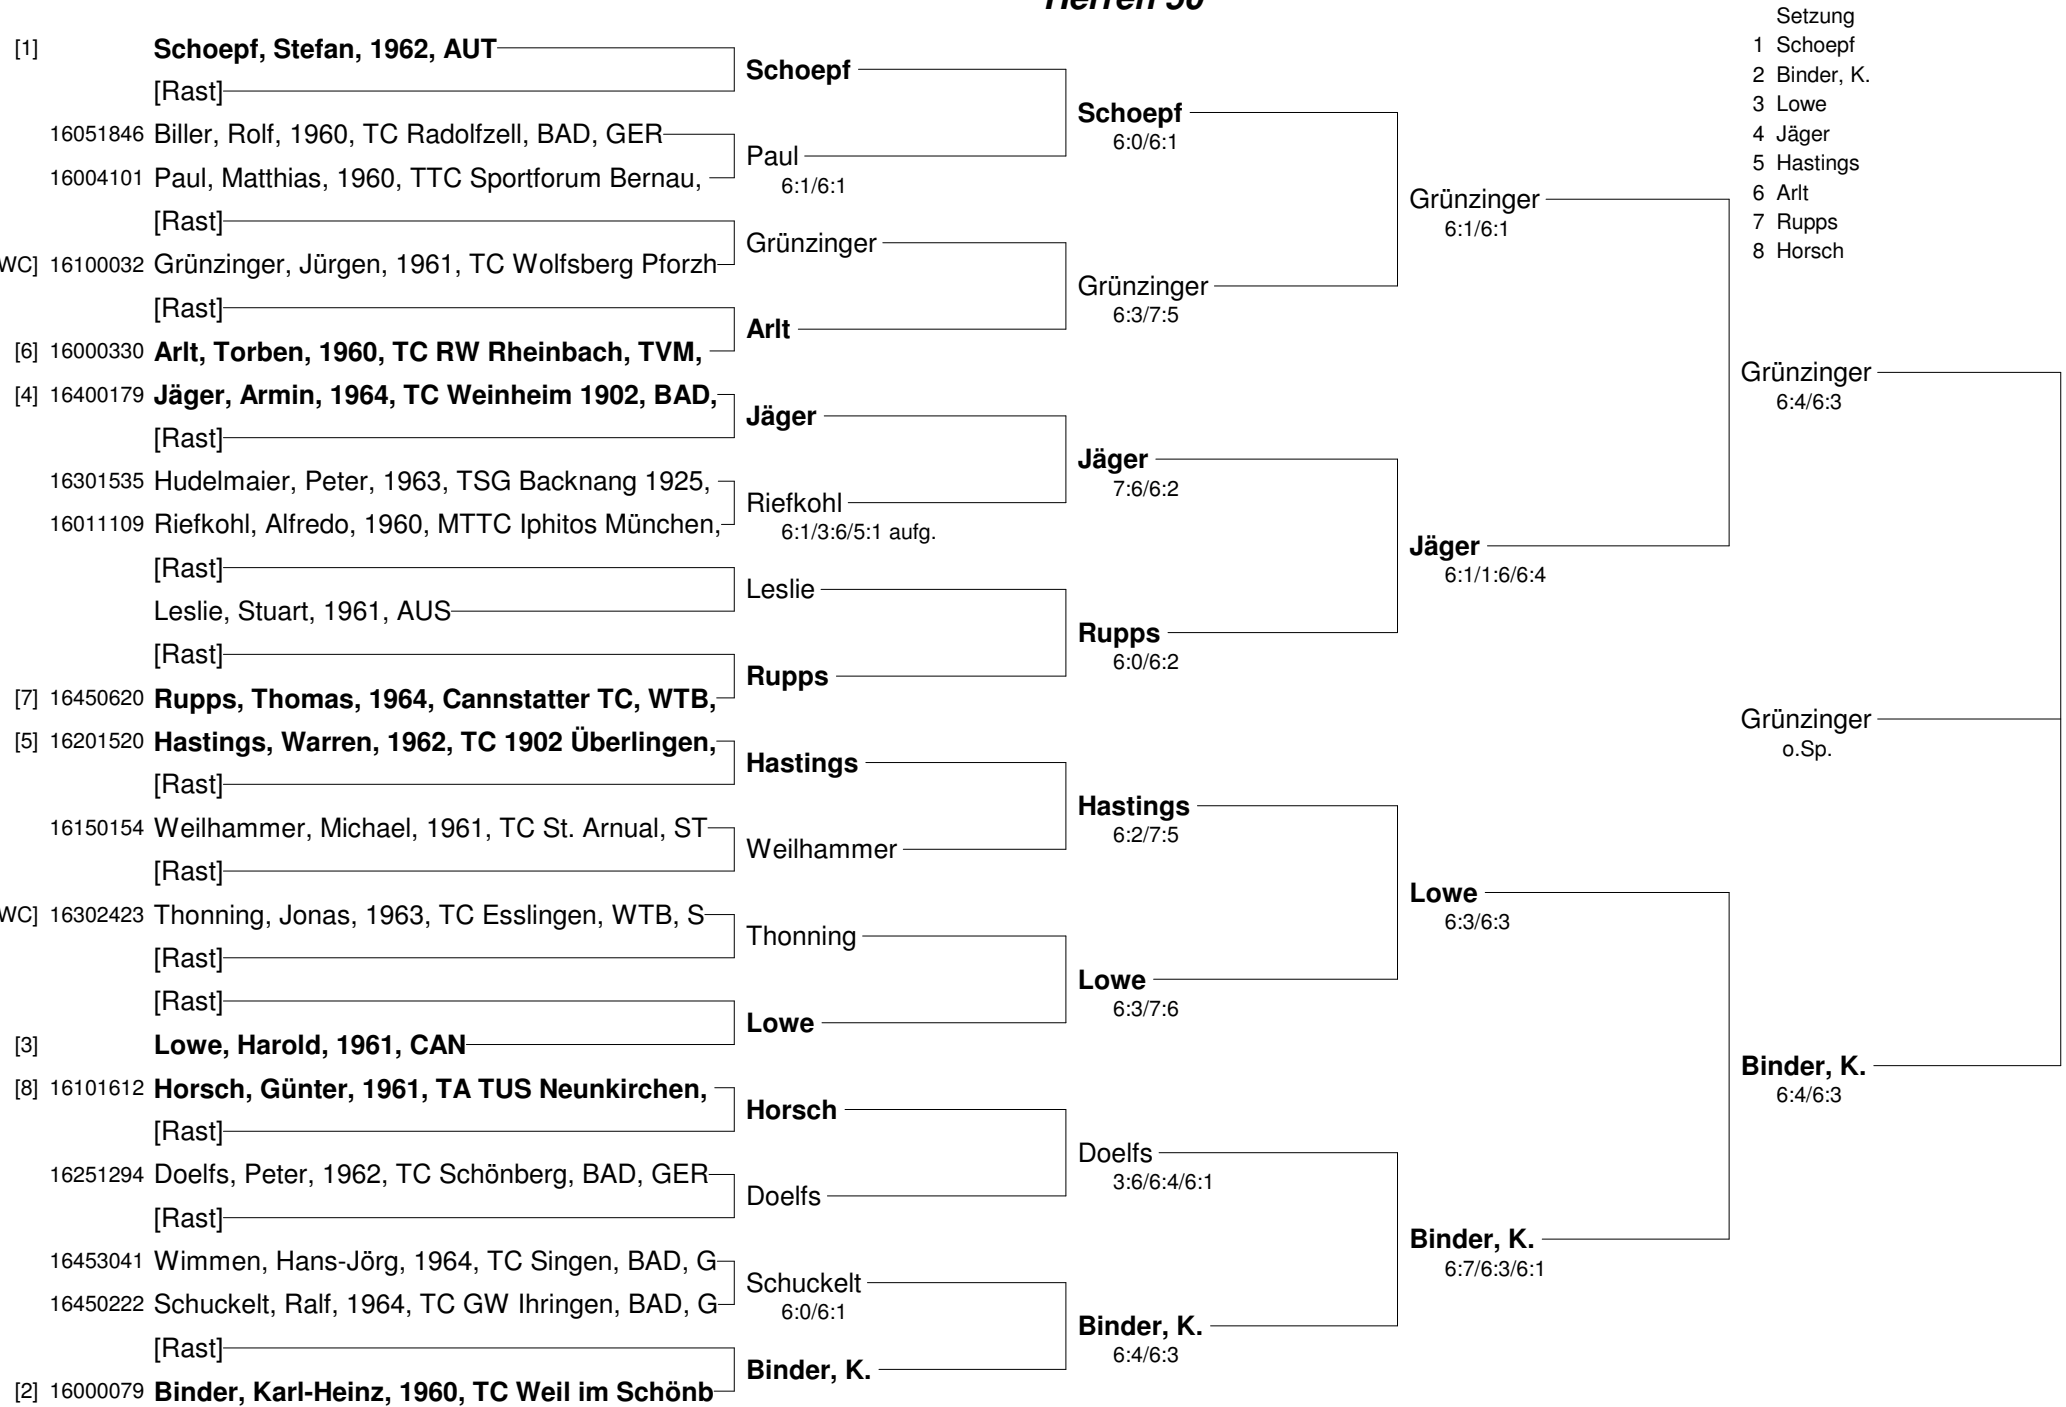 Herren 50
Setzung
1 Schoepf
2 Binder, K.
3 Lowe
4 Jäger
5 Hastings
6 Arlt
7 Rupps
8 Horsch
[1] Schoepf, Stefan, 1962, AUT
[Rast]
16051846 Biller, Rolf, 1960, TC Radolfzell, BAD, GER
16004101 Paul, Matthias, 1960, TTC Sportforum Bernau,
[Rast]
WC] 16100032 Grünzinger, Jürgen, 1961, TC Wolfsberg Pforzh
[Rast]
[6] 16000330 Arlt, Torben, 1960, TC RW Rheinbach, TVM,
[4] 16400179 Jäger, Armin, 1964, TC Weinheim 1902, BAD,
[Rast]
16301535 Hudelmaier, Peter, 1963, TSG Backnang 1925,
16011109 Riefkohl, Alfredo, 1960, MTTC Iphitos München,
[Rast]
Leslie, Stuart, 1961, AUS
[Rast]
[7] 16450620 Rupps, Thomas, 1964, Cannstatter TC, WTB,
[5] 16201520 Hastings, Warren, 1962, TC 1902 Überlingen,
[Rast]
16150154 Weilhammer, Michael, 1961, TC St. Arnual, ST
[Rast]
WC] 16302423 Thonning, Jonas, 1963, TC Esslingen, WTB, S
[Rast]
[Rast]
[3] Lowe, Harold, 1961, CAN
[8] 16101612 Horsch, Günter, 1961, TA TUS Neunkirchen,
[Rast]
16251294 Doelfs, Peter, 1962, TC Schönberg, BAD, GER
[Rast]
16453041 Wimmen, Hans-Jörg, 1964, TC Singen, BAD, G
16450222 Schuckelt, Ralf, 1964, TC GW Ihringen, BAD, G
[Rast]
[2] 16000079 Binder, Karl-Heinz, 1960, TC Weil im Schönb
Schoepf
Paul
6:1/6:1
Grünzinger
Arlt
Jäger
Riefkohl
6:1/3:6/5:1 aufg.
Leslie
Rupps
Hastings
Weilhammer
Thonning
Lowe
Horsch
Doelfs
Schuckelt
6:0/6:1
Binder, K.
Schoepf
6:0/6:1
Grünzinger
6:3/7:5
Jäger
7:6/6:2
Rupps
6:0/6:2
Hastings
6:2/7:5
Lowe
6:3/7:6
Doelfs
3:6/6:4/6:1
Binder, K.
6:4/6:3
Grünzinger
6:1/6:1
Jäger
6:1/1:6/6:4
Lowe
6:3/6:3
Binder, K.
6:7/6:3/6:1
Grünzinger
6:4/6:3
Binder, K.
6:4/6:3
Grünzinger
o.Sp.